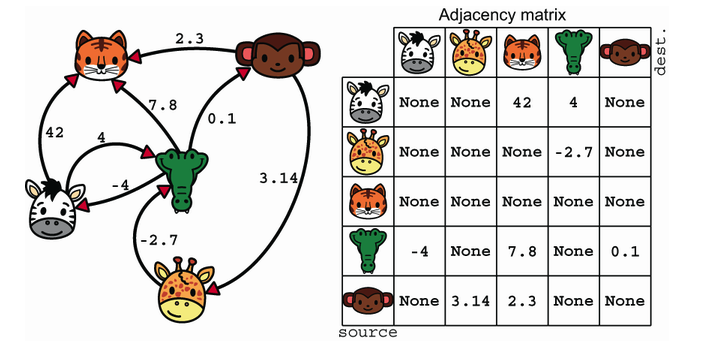 Adjacency matrix
dest.
2.3
42
7.8
0.1
4
-4
3.14
-2.7
None None 42 4 None
None None None -2.7 None
None None None None None
-4 None 7.8 None 0.1
None 3.14 2.3 None None
source